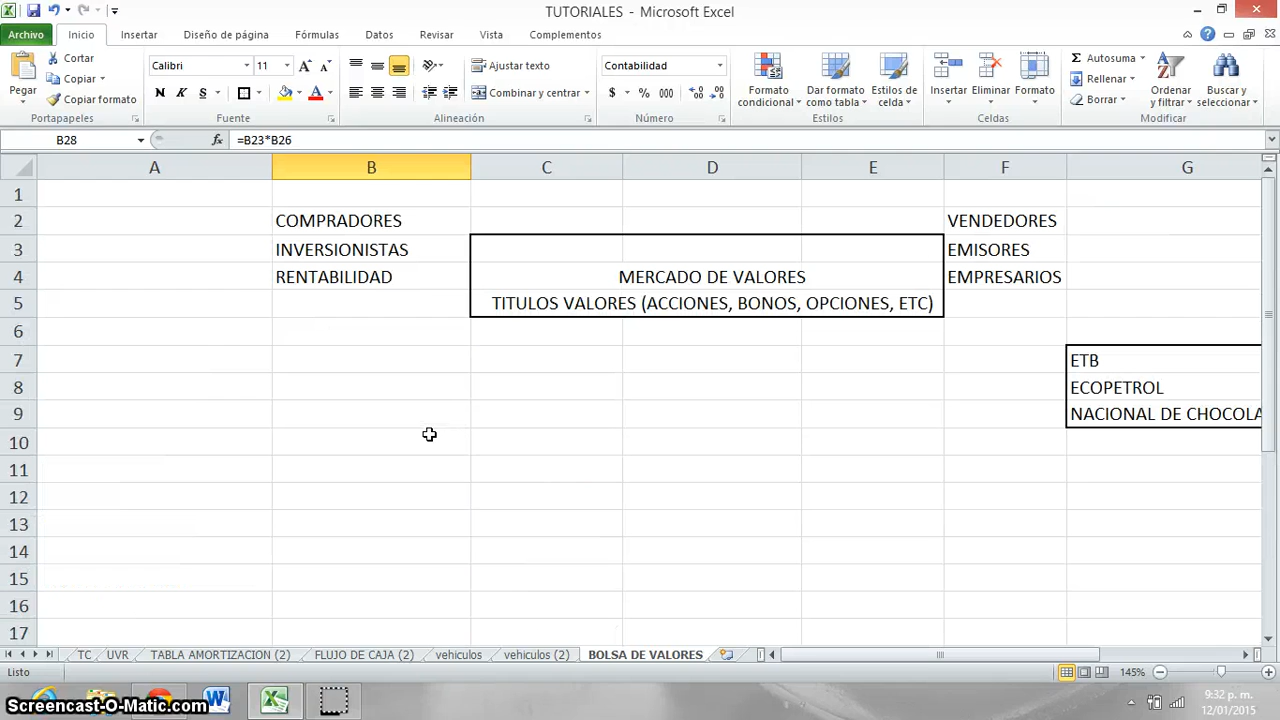 TUTORIALES - Microsoft Excel
Archivo Inicio Insertar Diseño de página Fórmulas Datos Revisar Vista Complementos
Pegar
Cortar
Copiar
Copiar formato
Portapapeles
Calibri 11
N K S
Fuente
Ajustar texto
Combinar y centrar
Alineación
Contabilidad
$ % 000
Número
Formato condicional
Dar formato como tabla
Estilos de celda
Estilos
Insertar Eliminar Formato
Celdas
Autosuma
Rellenar
Borrar
Ordenar y filtrar
Buscar y seleccionar
Modificar
B28 fx =B23*B26
A B C D E F G
1
2 COMPRADORES VENDEDORES
3 INVERSIONISTAS EMISORES
4 RENTABILIDAD MERCADO DE VALORES EMPRESARIOS
5 TITULOS VALORES (ACCIONES, BONOS, OPCIONES, ETC)
6
7 ETB
8 ECOPETROL
9 NACIONAL DE CHOCOLA
10
11
12
13
14
15
16
17
TC UVR TABLA AMORTIZACION (2) FLUJO DE CAJA (2) vehiculos vehiculos (2) BOLSA DE VALORES
Listo 145%
Screencast-O-Matic.com
9:32 p. m.
12/01/2015